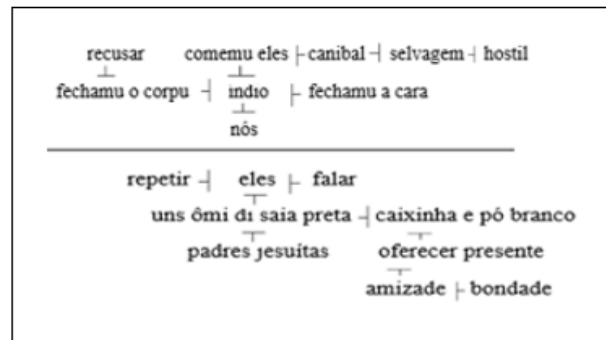 recusar comemu eles canibal selvagem hostil
fechamu o corpu índio fechamu a cara
nós
repetir eles falar
uns ômi di saia preta caixinha e pó branco
padres jesuítas oferecer presente
amizade bondade